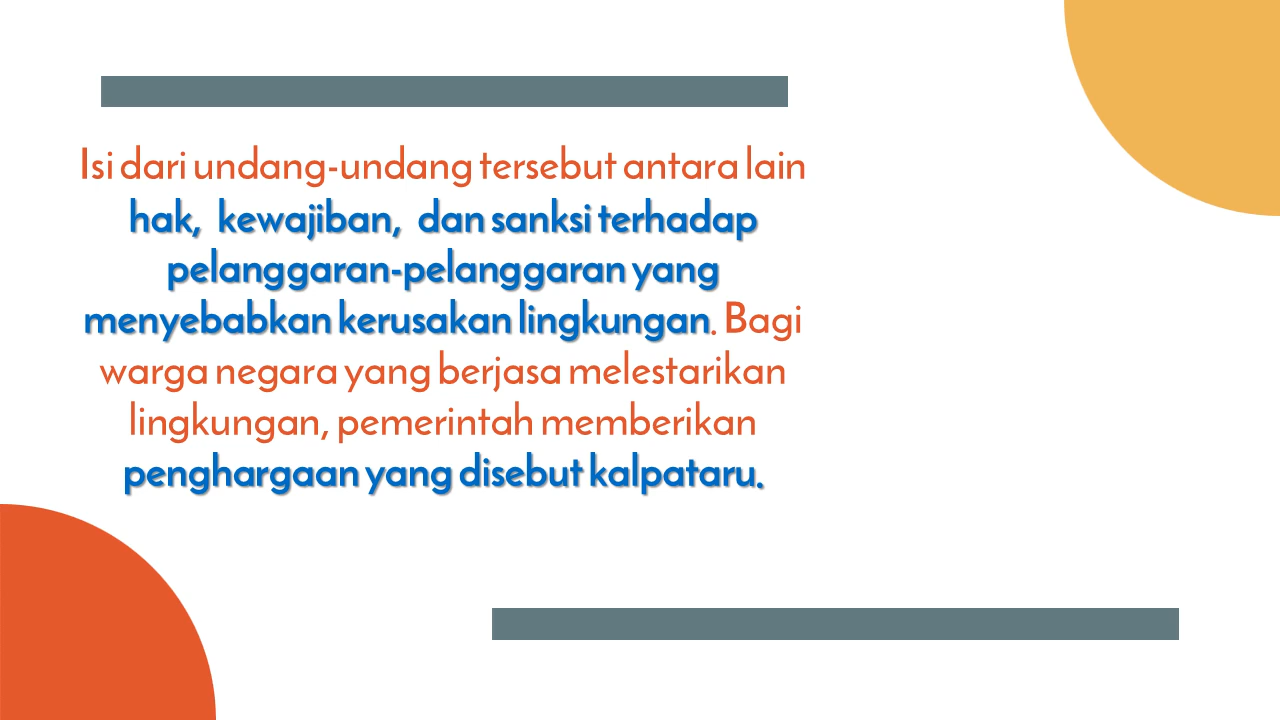 Isi dari undang-undang tersebut antara lain
hak, kewajiban, dan sanksi terhadap
pelanggaran-pelanggaran yang
menyebabkan kerusakan lingkungan. Bagi
warga negara yang berjasa melestarikan
lingkungan, pemerintah memberikan
penghargaan yang disebut kalpataru.